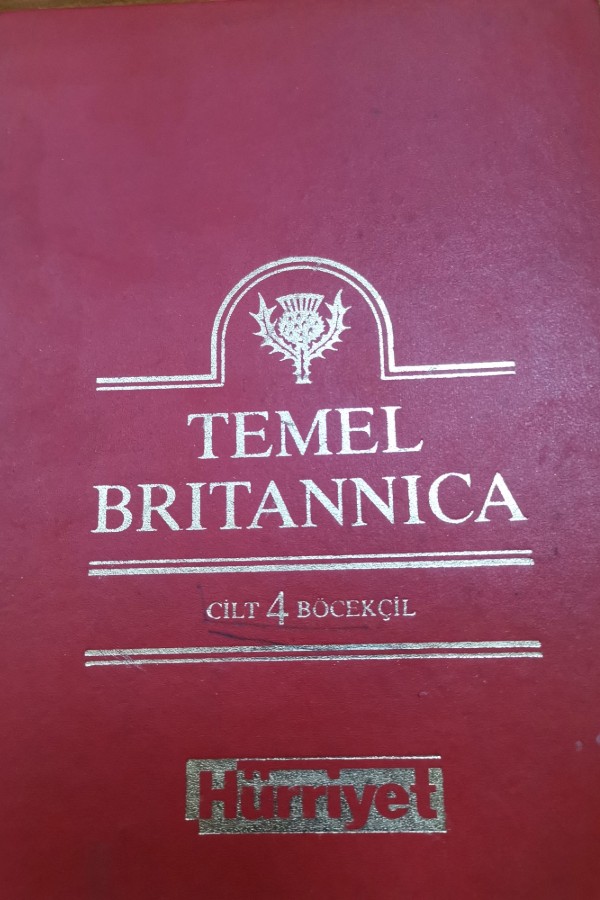 TEMEL
BRITANNICA
CİLT 4 BÖCEKÇİL
Hürriyet